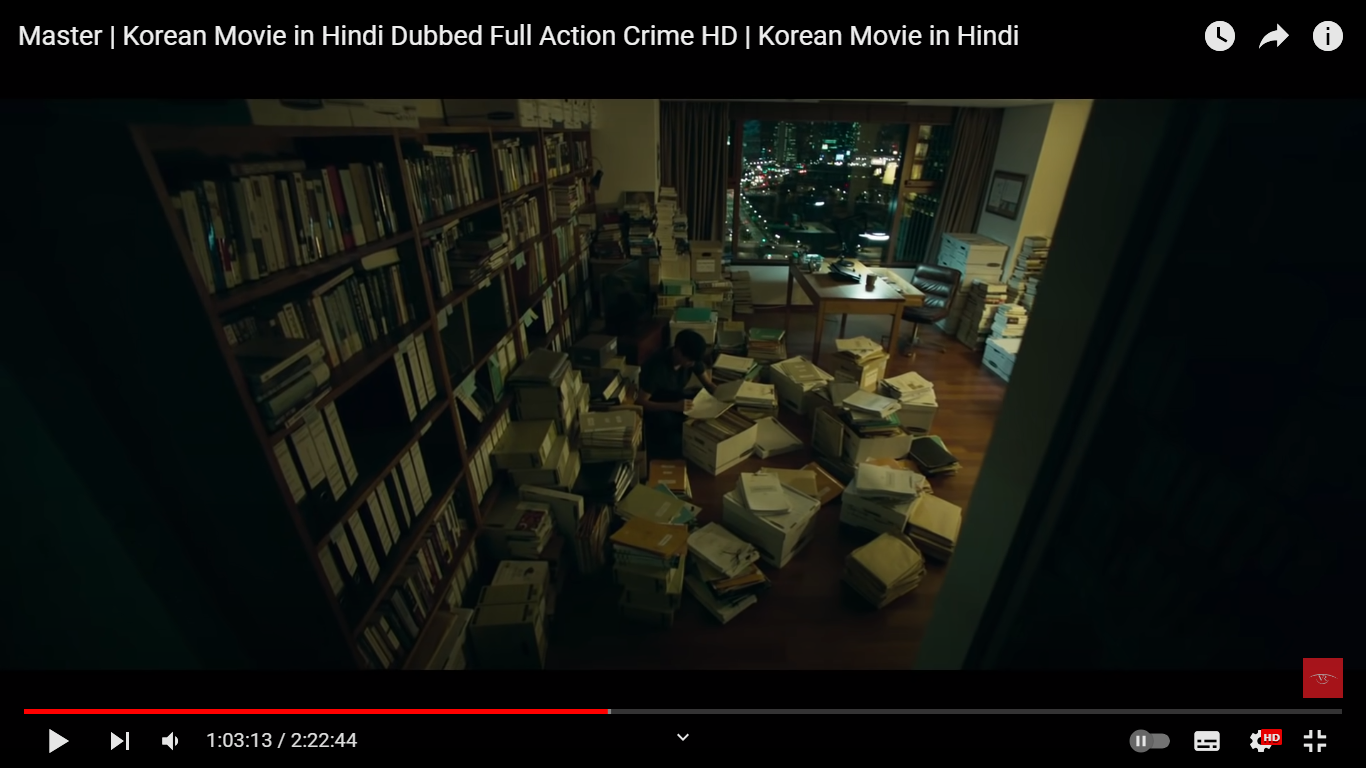 Master | Korean Movie in Hindi Dubbed Full Action Crime HD | Korean Movie in Hindi
1:03:13 / 2:22:44
HD